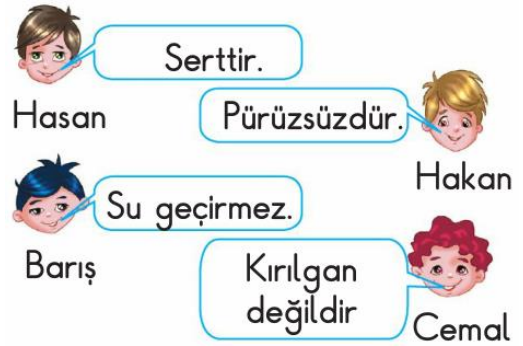 Serttir.
Hasan
Pürüzsüzdür.
Hakan
Su geçirmez.
Barış
Kırılgan
değildir
Cemal